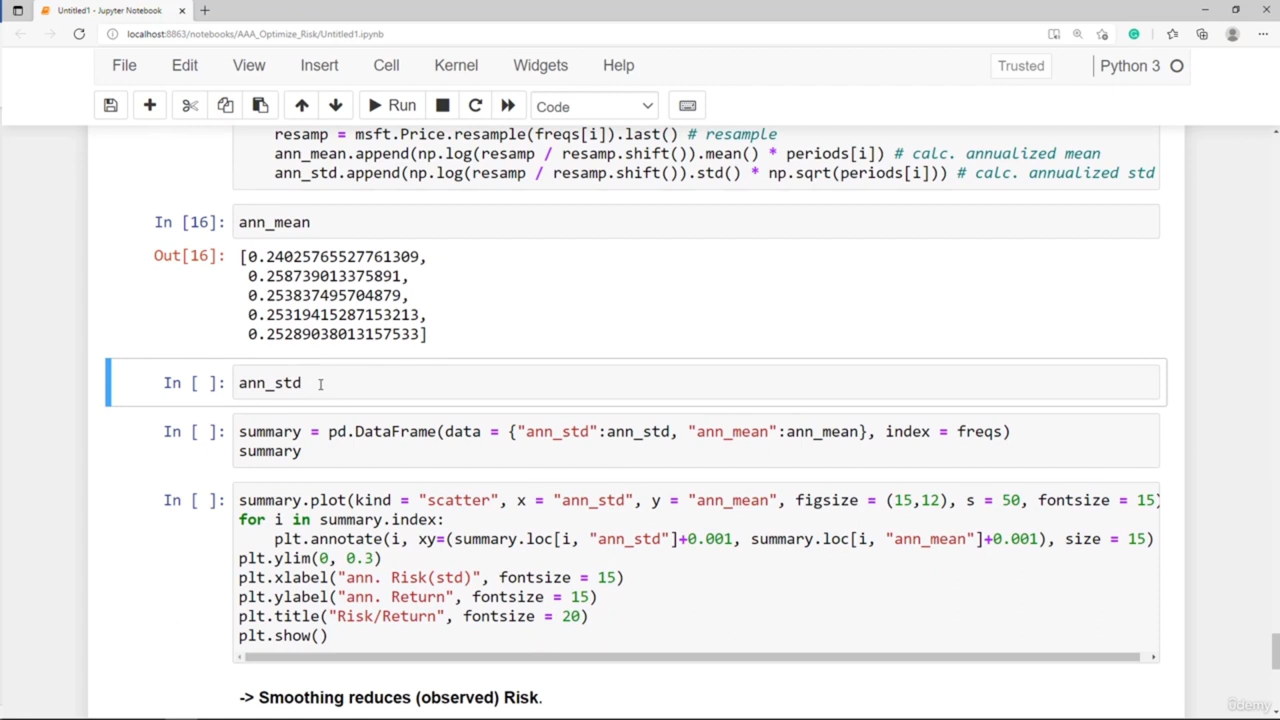 Untitled1 - Jupyter Notebook
localhost:8863/notebooks/AAA_Optimize_Risk/Untitled1.ipynb
File Edit View Insert Cell Kernel Widgets Help Trusted Python 3
Run Code
resamp = msft.Price.resample(freqs[i]).last() # resample
ann_mean.append(np.log(resamp / resamp.shift()).mean() * periods[i]) # calc. annualized mean
ann_std.append(np.log(resamp / resamp.shift()).std() * np.sqrt(periods[i])) # calc. annualized std
In [16]: ann_mean
Out[16]: [0.24025765527761309,
0.258739013375891,
0.253837495704879,
0.25319415287153213,
0.25289038013157533]
In [ ]: ann_std
In [ ]: summary = pd.DataFrame(data = {"ann_std":ann_std, "ann_mean":ann_mean}, index = freqs)
summary
In [ ]: summary.plot(kind = "scatter", x = "ann_std", y = "ann_mean", figsize = (15,12), s = 50, fontsize = 15)
for i in summary.index:
plt.annotate(i, xy=(summary.loc[i, "ann_std"]+0.001, summary.loc[i, "ann_mean"]+0.001), size = 15)
plt.ylim(0, 0.3)
plt.xlabel("ann. Risk(std)", fontsize = 15)
plt.ylabel("ann. Return", fontsize = 15)
plt.title("Risk/Return", fontsize = 20)
plt.show()
-> Smoothing reduces (observed) Risk.
Udemy